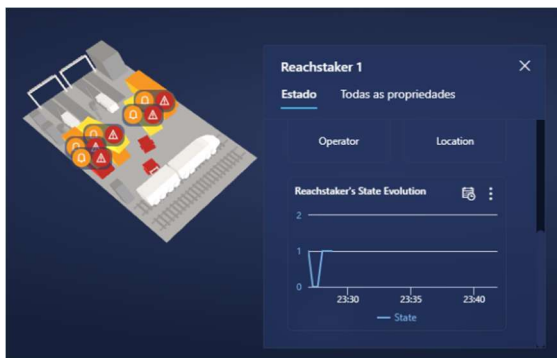 Reachstaker 1
Estado Todas as propriedades
Operator Location
Reachstaker's State Evolution
2
1
0
23:30 23:35 23:40
State